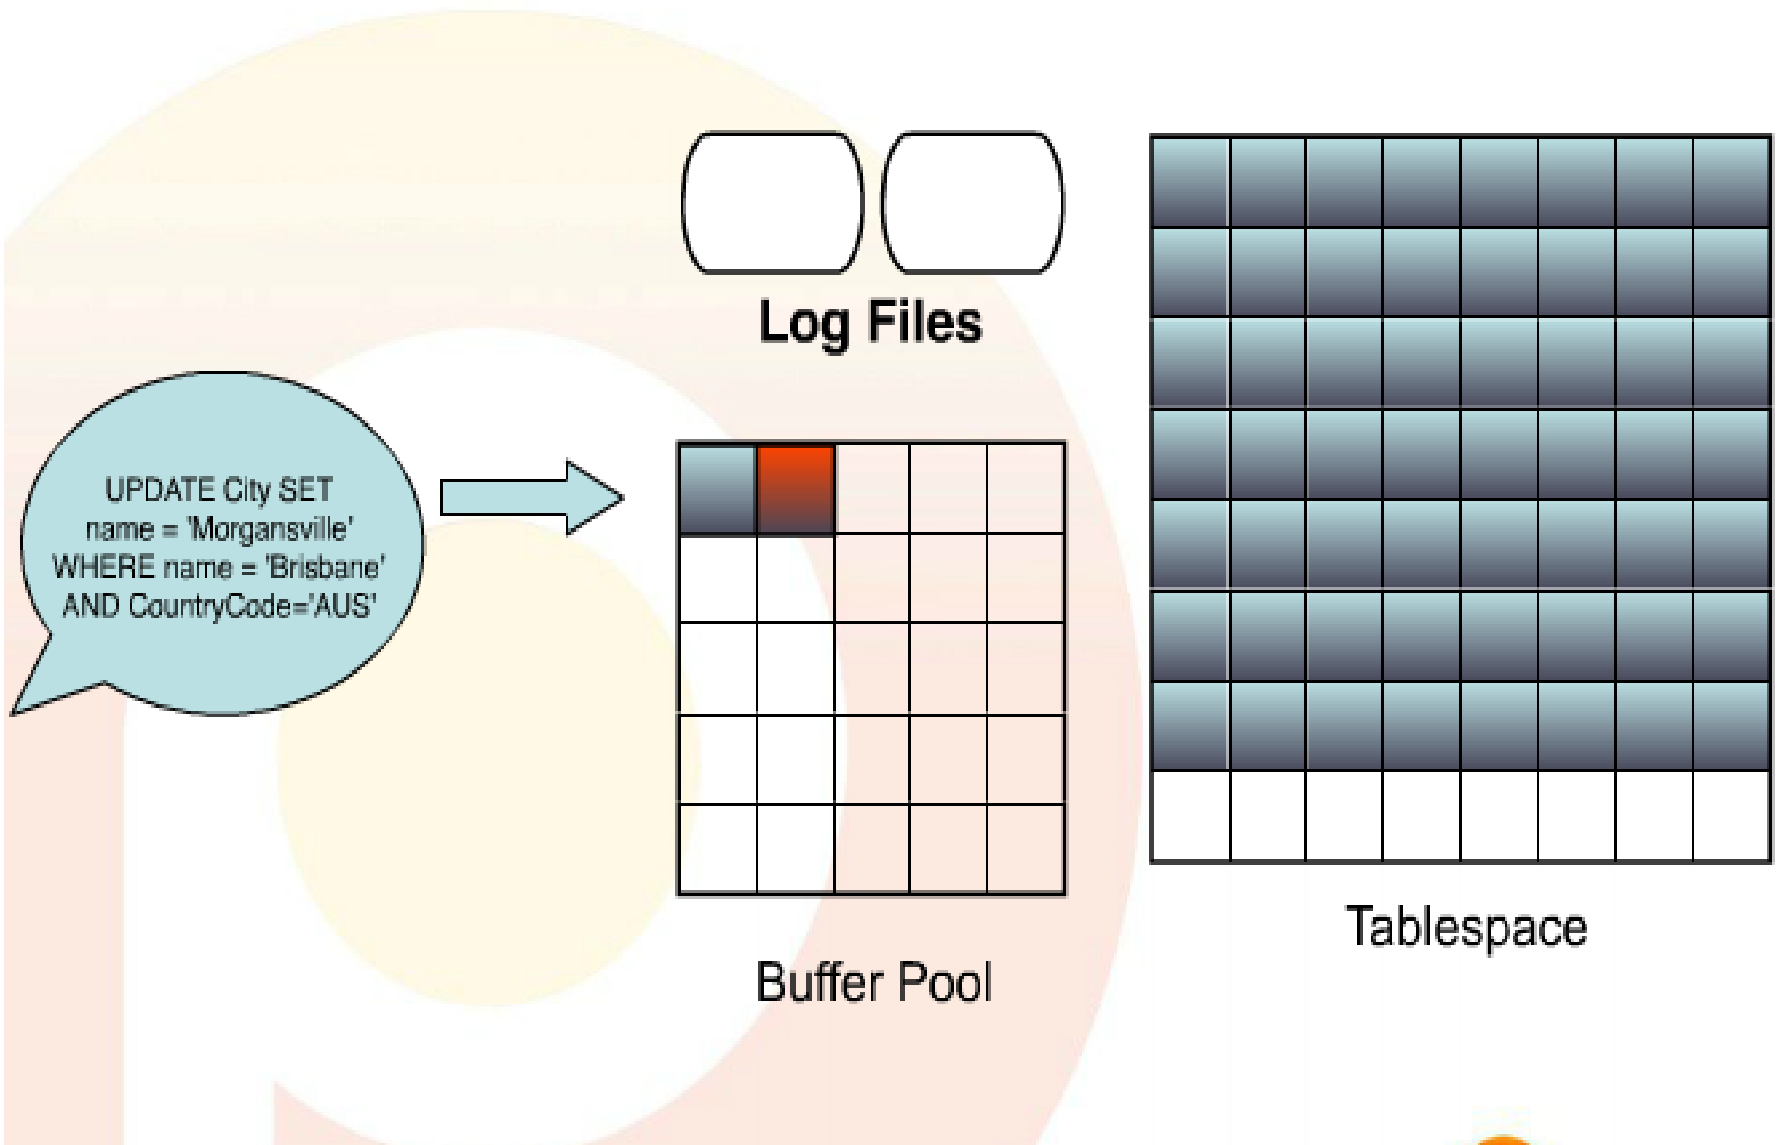 Log Files
UPDATE City SET
name = 'Morgansville'
WHERE name = 'Brisbane'
AND CountryCode='AUS'
Tablespace
Buffer Pool